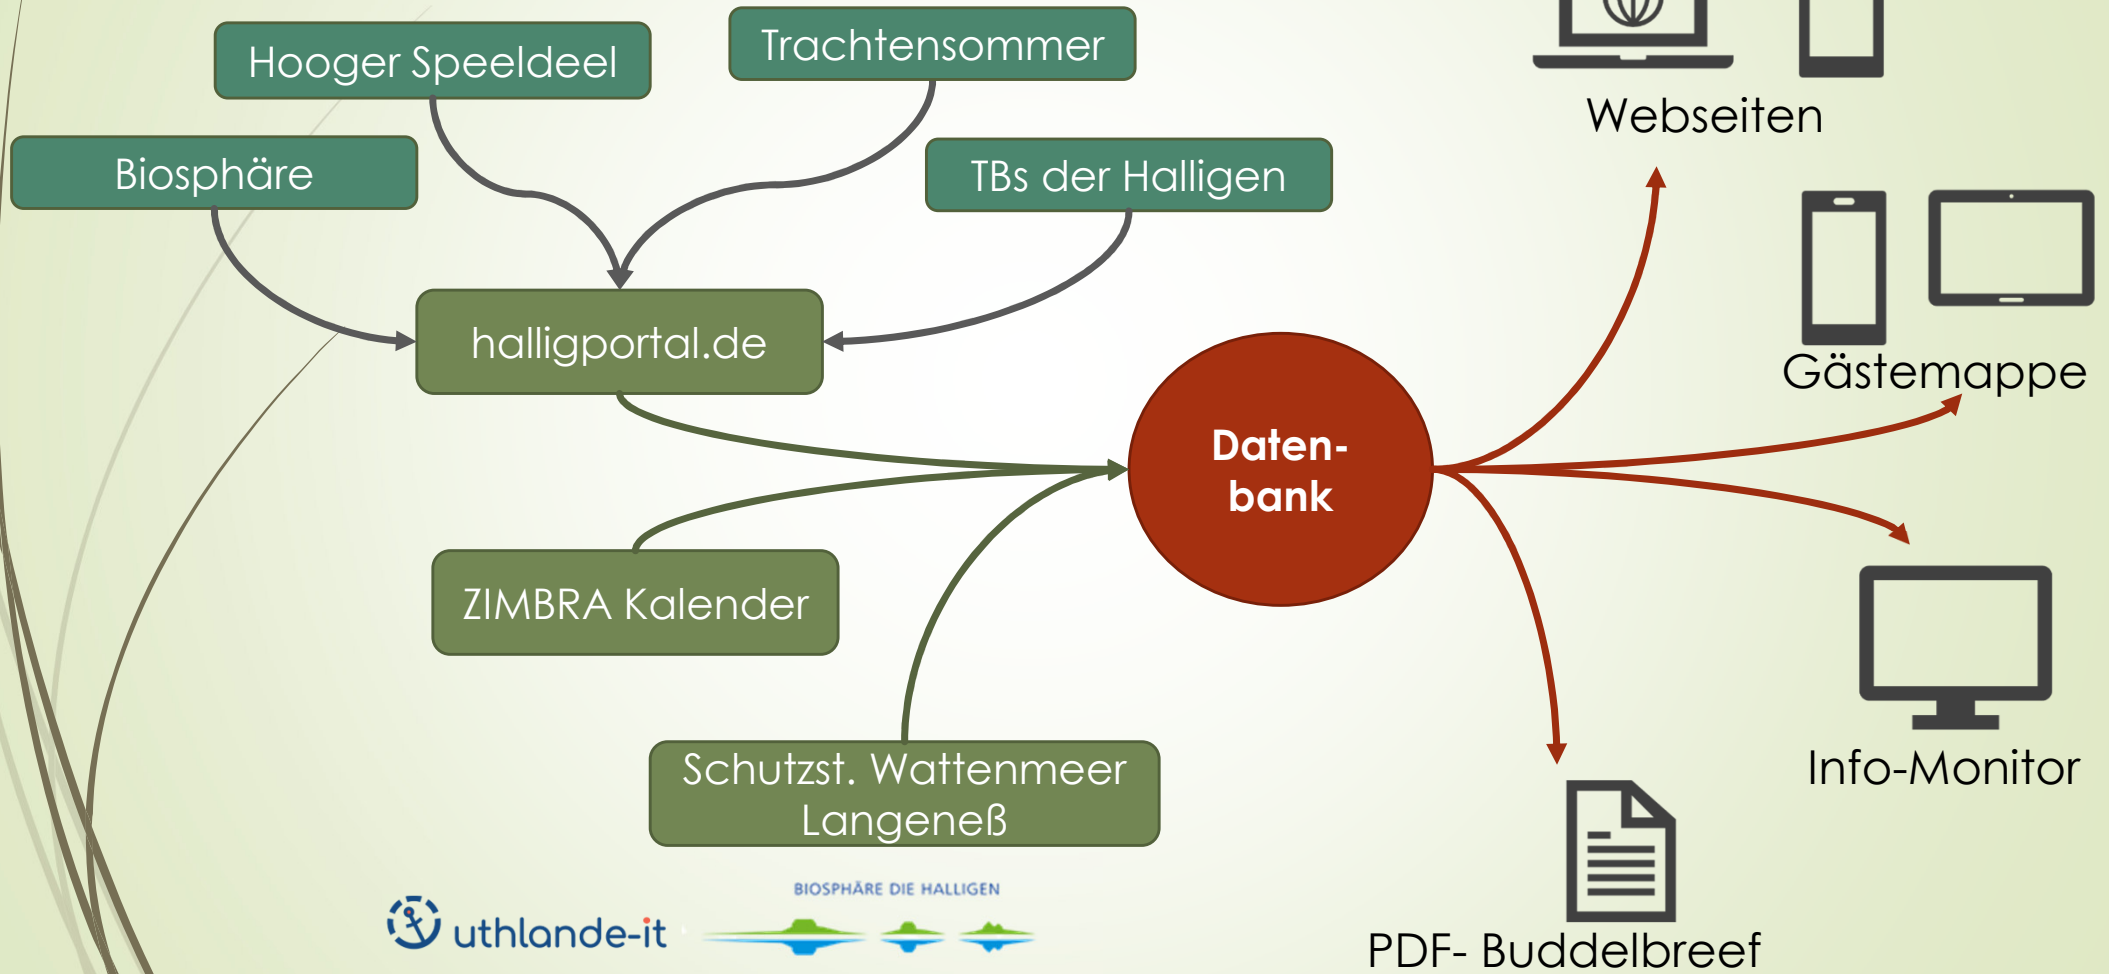 Hooger Speeldeel
Trachtensommer
Biosphäre
TBs der Halligen
halligportal.de
ZIMBRA Kalender
Schutzst. Wattenmeer
Langeneß
Daten-
bank
Webseiten
Gästemappe
Info-Monitor
PDF- Buddelbreef
uthlande-it
BIOSPHÄRE DIE HALLIGEN